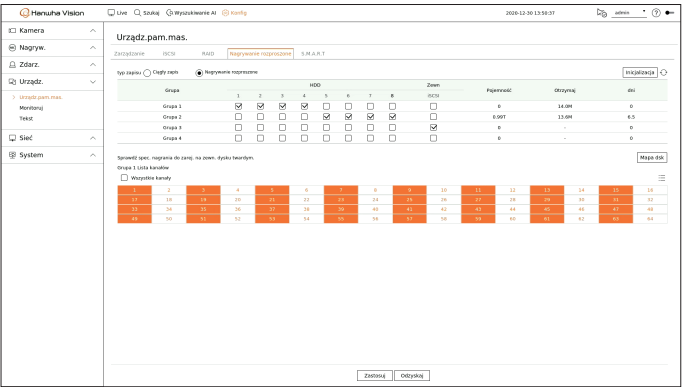 Hanwha Vision
Live Szukaj Wyszukiwanie AI Konfig 2020-12-30 13:50:37 admin
Kamera
Nagryw.
Zdarz.
Urządz.
Urządz.pam.mas.
Monitoruj
Tekst
Sieć
System
Urządz.pam.mas.
Zarządzanie iSCSI RAID Nagrywanie rozproszone S.M.A.R.T
typ zapisu Ciągły zapis Nagrywanie rozproszone Inicjalizacja
Grupa HDD Zewn Pojemność Otrzymaj dni
1 2 3 4 5 6 7 8 iSCSI
Grupa 1 0 14.0M 0
Grupa 2 0.99T 13.6M 6.5
Grupa 3 0 - 0
Grupa 4 0 - 0
Sprawdź spec. nagrania do zarej. na zewn. dysku twardym. Mapa dsk
Grupa 1 Lista kanałów
Wszystkie kanały
1 2 3 4 5 6 7 8 9 10 11 12 13 14 15 16
17 18 19 20 21 22 23 24 25 26 27 28 29 30 31 32
33 34 35 36 37 38 39 40 41 42 43 44 45 46 47 48
49 50 51 52 53 54 55 56 57 58 59 60 61 62 63 64
Zastosuj Odzyskaj